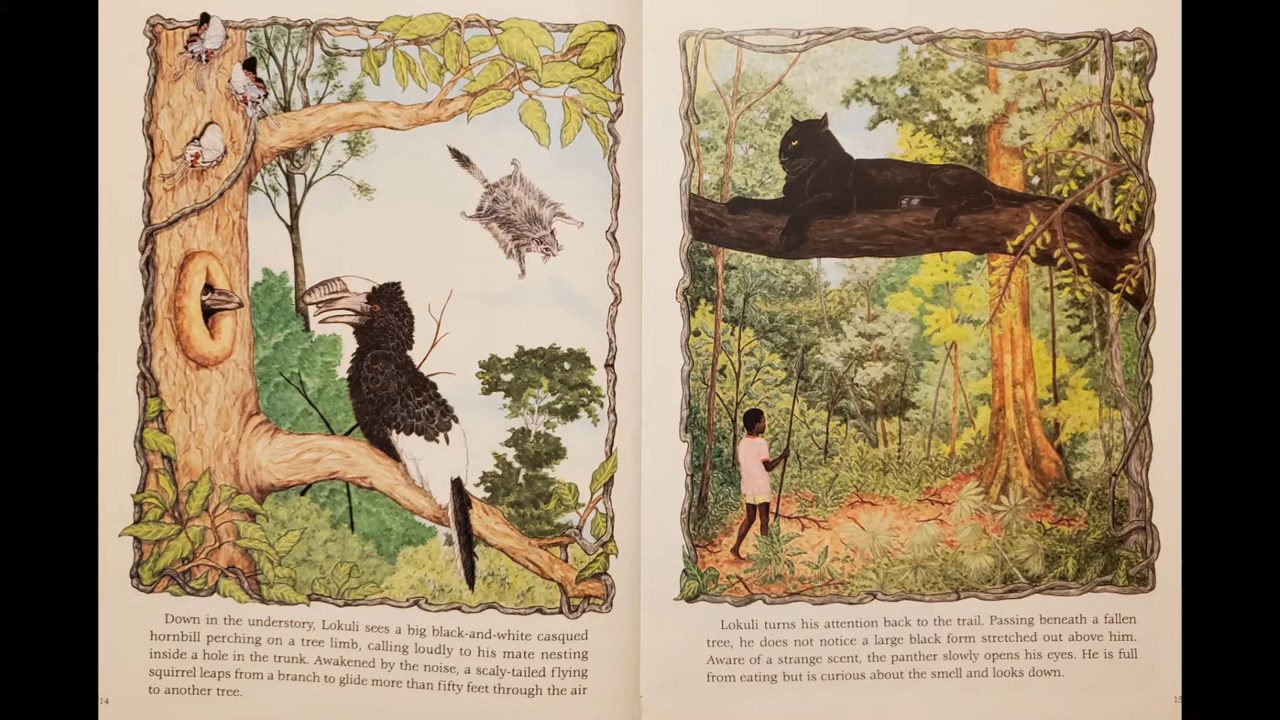 Down in the understory, Lokuli sees a big black-and-white casqued
hornbill perching on a tree limb, calling loudly to his mate nesting
inside a hole in the trunk. Awakened by the noise, a scaly-tailed flying
squirrel leaps from a branch to glide more than fifty feet through the air
to another tree.
14
Lokuli turns his attention back to the trail. Passing beneath a fallen
tree, he does not notice a large black form stretched out above him.
Aware of a strange scent, the panther slowly opens his eyes. He is full
from eating but is curious about the smell and looks down.